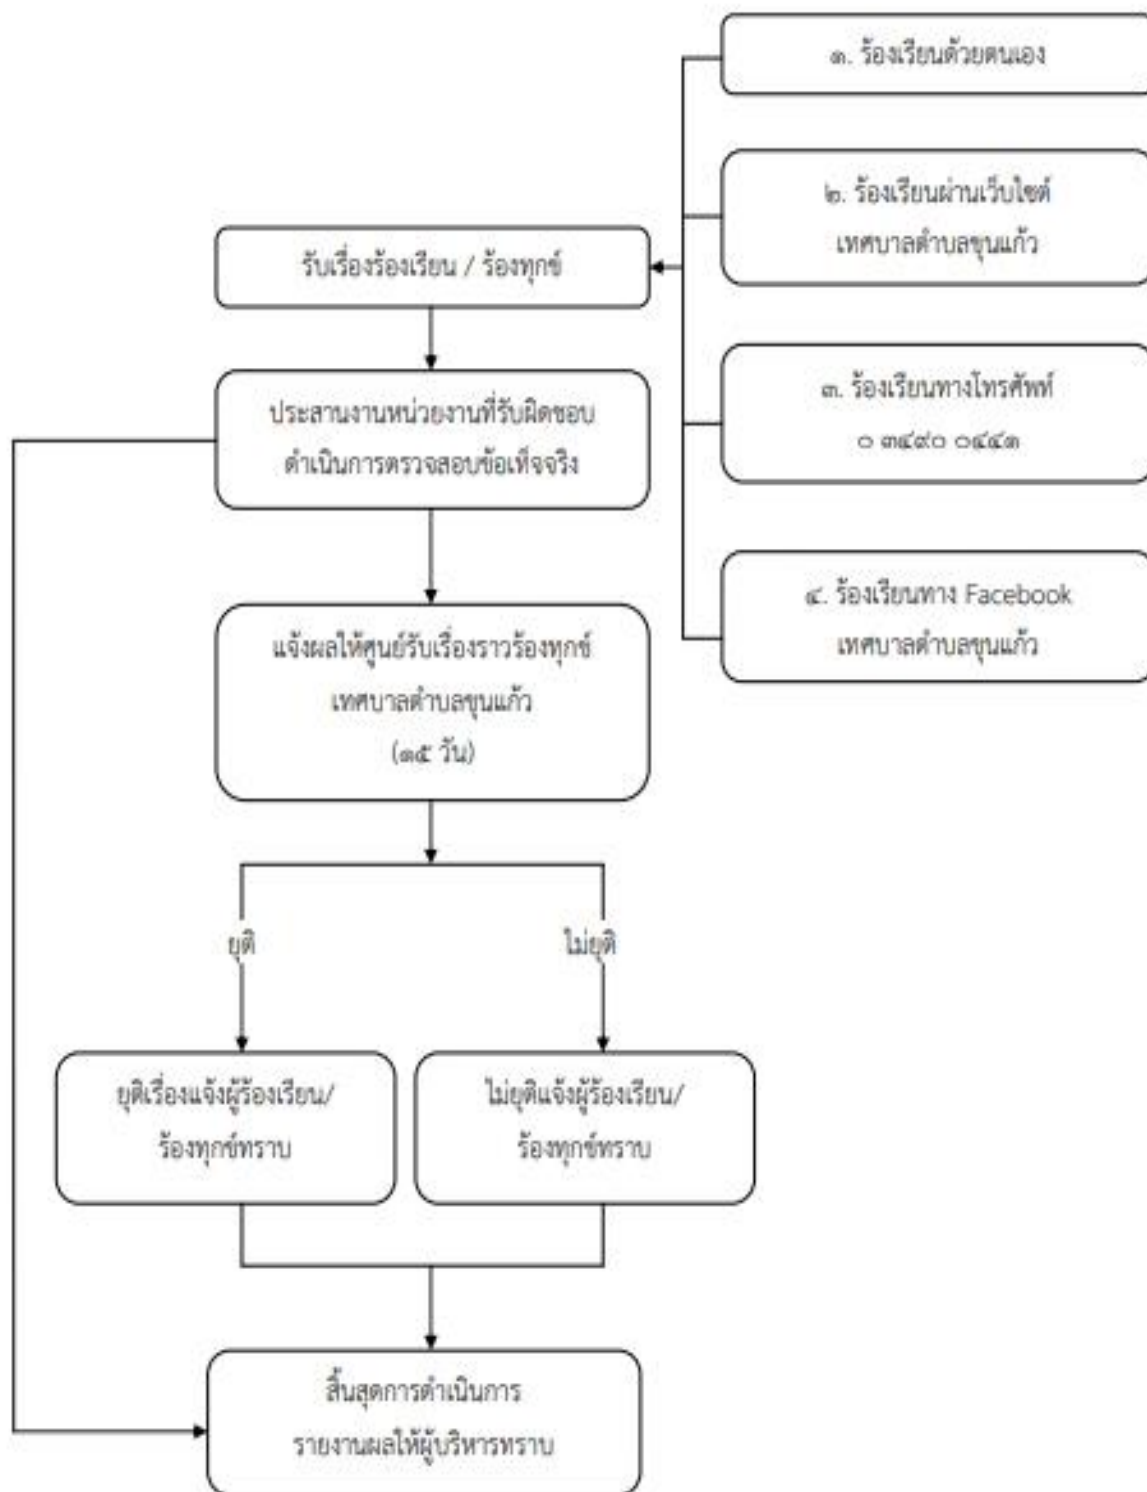 ๑. ร้องเรียนด้วยตนเอง
๒. ร้องเรียนผ่านเว็บไซต์
เทศบาลตำบลขุนแก้ว
รับเรื่องร้องเรียน / ร้องทุกข์
๓. ร้องเรียนทางโทรศัพท์
๐ ๓๔๙๐ ๐๔๔๑
ประสานงานหน่วยงานที่รับผิดชอบ
ดำเนินการตรวจสอบข้อเท็จจริง
๔. ร้องเรียนทาง Facebook
เทศบาลตำบลขุนแก้ว
แจ้งผลให้ศูนย์รับเรื่องราวร้องทุกข์
เทศบาลตำบลขุนแก้ว
(๑๕ วัน)
ยุติ
ไม่ยุติ
ยุติเรื่องแจ้งผู้ร้องเรียน/
ร้องทุกข์ทราบ
ไม่ยุติแจ้งผู้ร้องเรียน/
ร้องทุกข์ทราบ
สิ้นสุดการดำเนินการ
รายงานผลให้ผู้บริหารทราบ